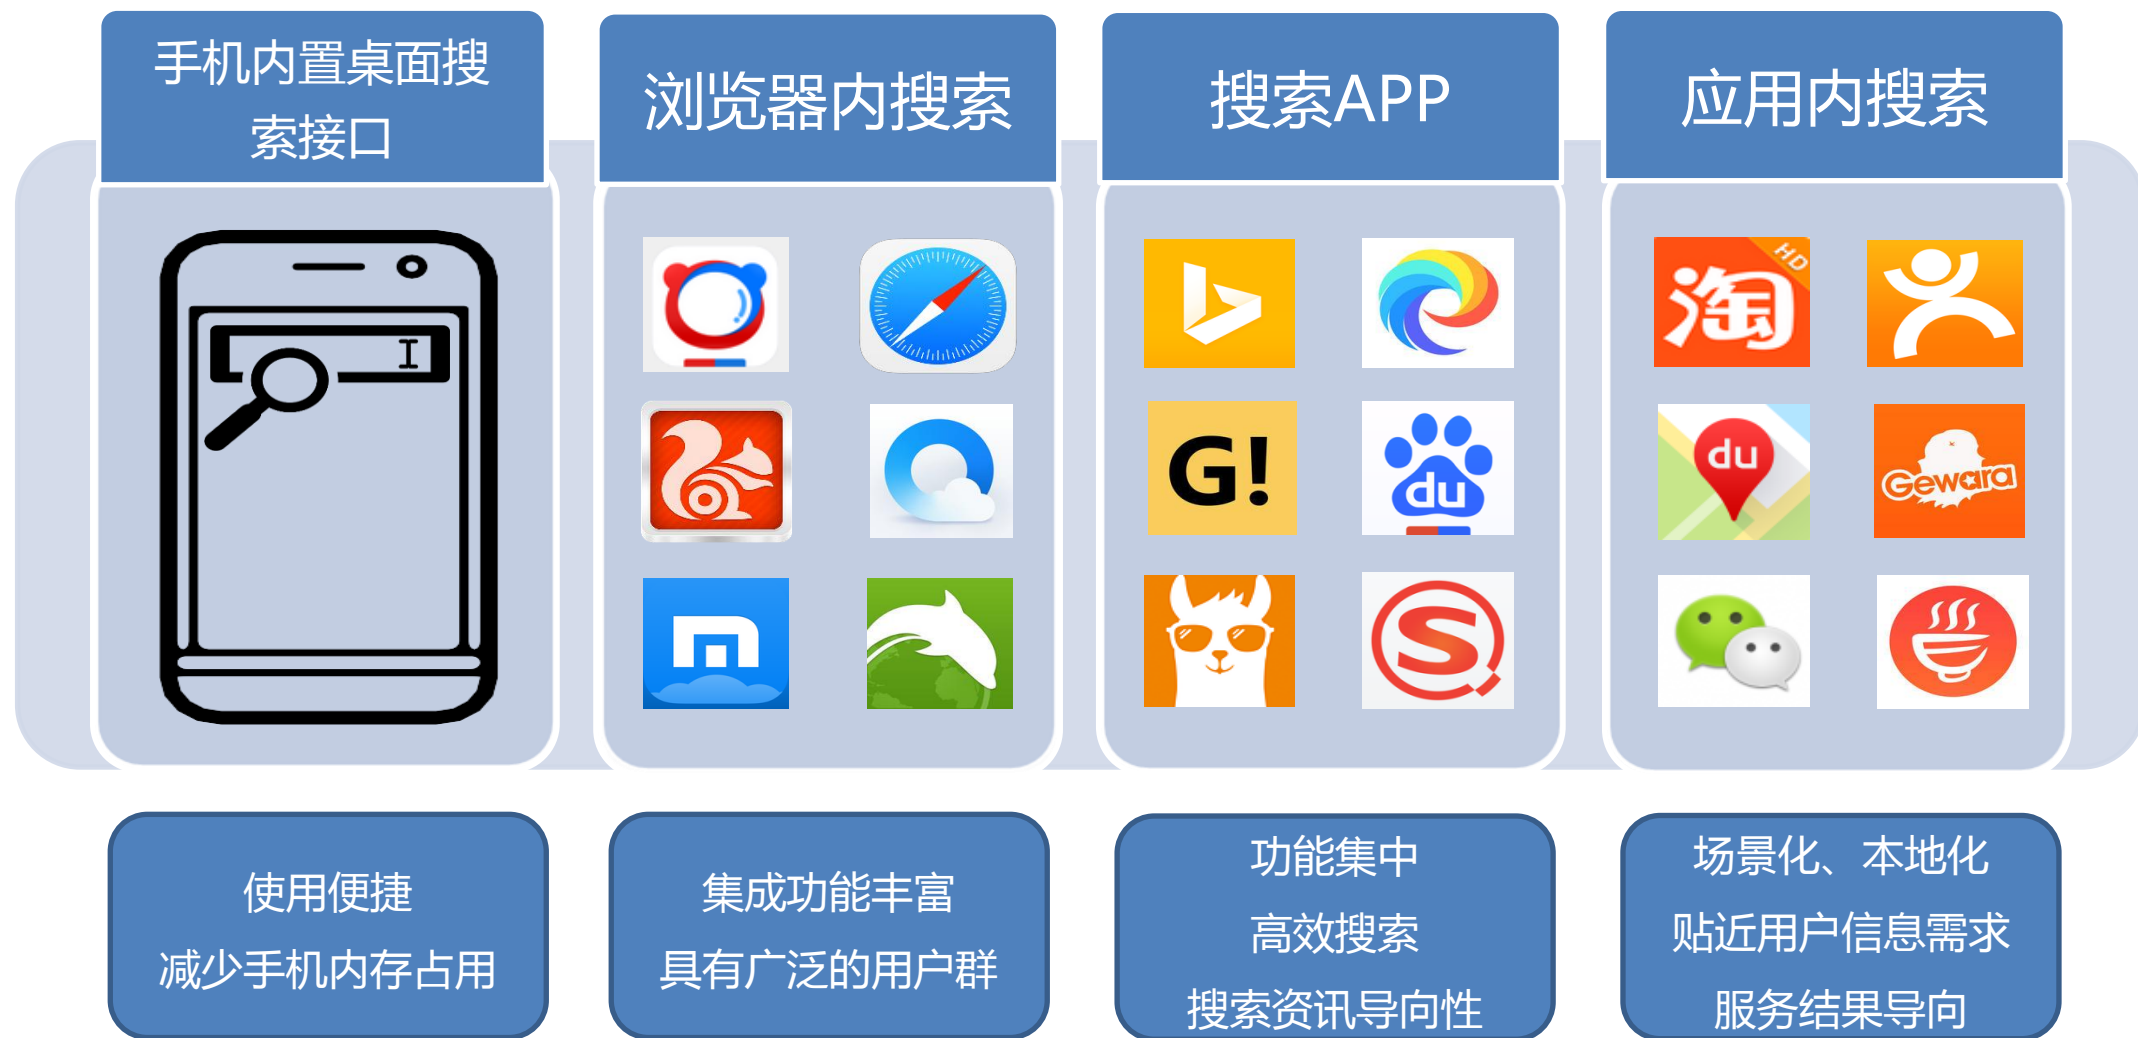 手机内置桌面搜
索接口
浏览器内搜索
搜索APP
应用内搜索
淘
HD
G!
du
du
Gewara
使用便捷
减少手机内存占用
集成功能丰富
具有广泛的用户群
功能集中
高效搜索
搜索资讯导向性
场景化、本地化
贴近用户信息需求
服务结果导向